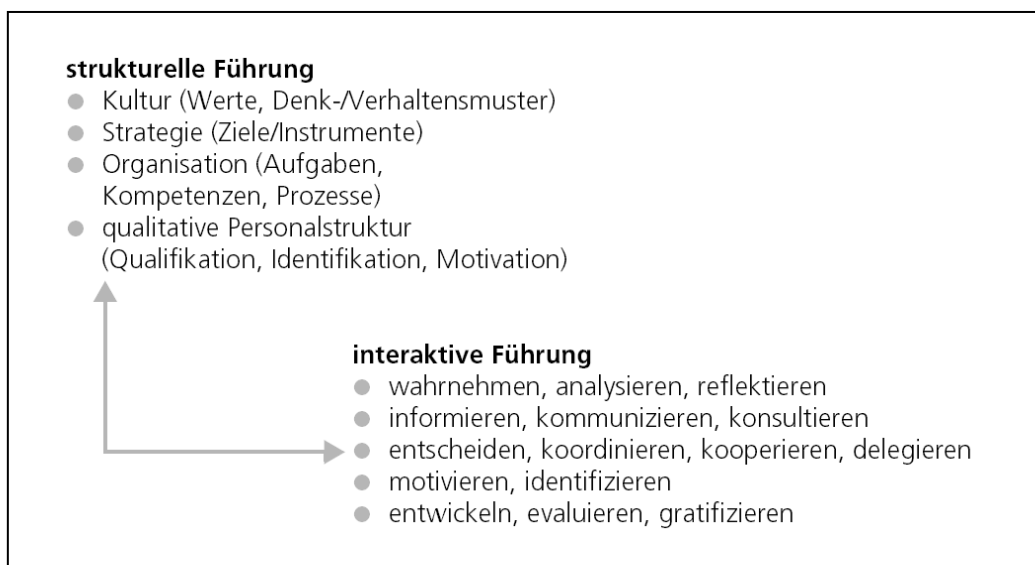 strukturelle Führung
● Kultur (Werte, Denk-/Verhaltensmuster)
● Strategie (Ziele/Instrumente)
● Organisation (Aufgaben,
Kompetenzen, Prozesse)
● qualitative Personalstruktur
(Qualifikation, Identifikation, Motivation)
interaktive Führung
● wahrnehmen, analysieren, reflektieren
● informieren, kommunizieren, konsultieren
● entscheiden, koordinieren, kooperieren, delegieren
● motivieren, identifizieren
● entwickeln, evaluieren, gratifizieren